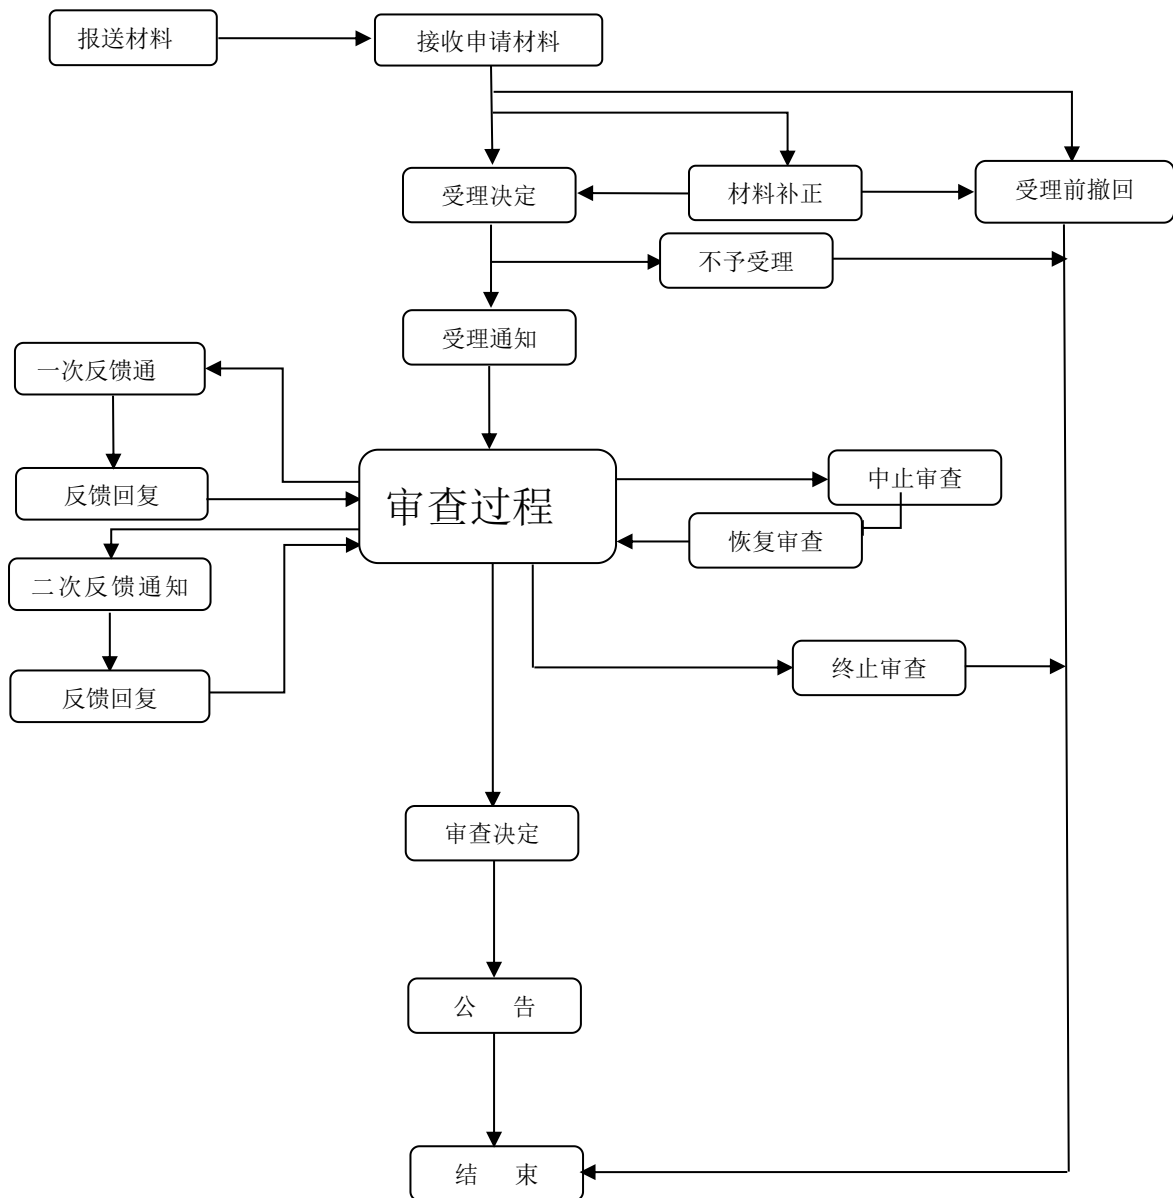 报送材料
接收申请材料
受理决定
材料补正
受理前撤回
不予受理
受理通知
一次反馈通
反馈回复
审查过程
中止审查
恢复审查
二次反馈通知
反馈回复
终止审查
审查决定
公 告
结 束